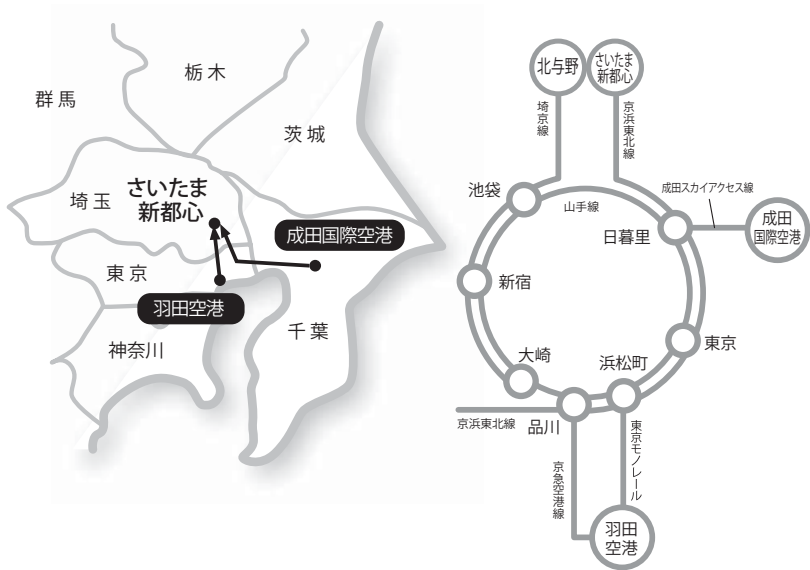 群馬
栃木
茨城
埼玉
さいたま
新都心
成田国際空港
東京
羽田空港
神奈川
千葉
北与野
さいたま
新都心
埼京線
京浜東北線
池袋
山手線
成田スカイアクセス線
日暮里
成田
国際空港
新宿
東京
大崎
浜松町
京浜東北線
品川
東京モノレール
京急空港線
羽田
空港